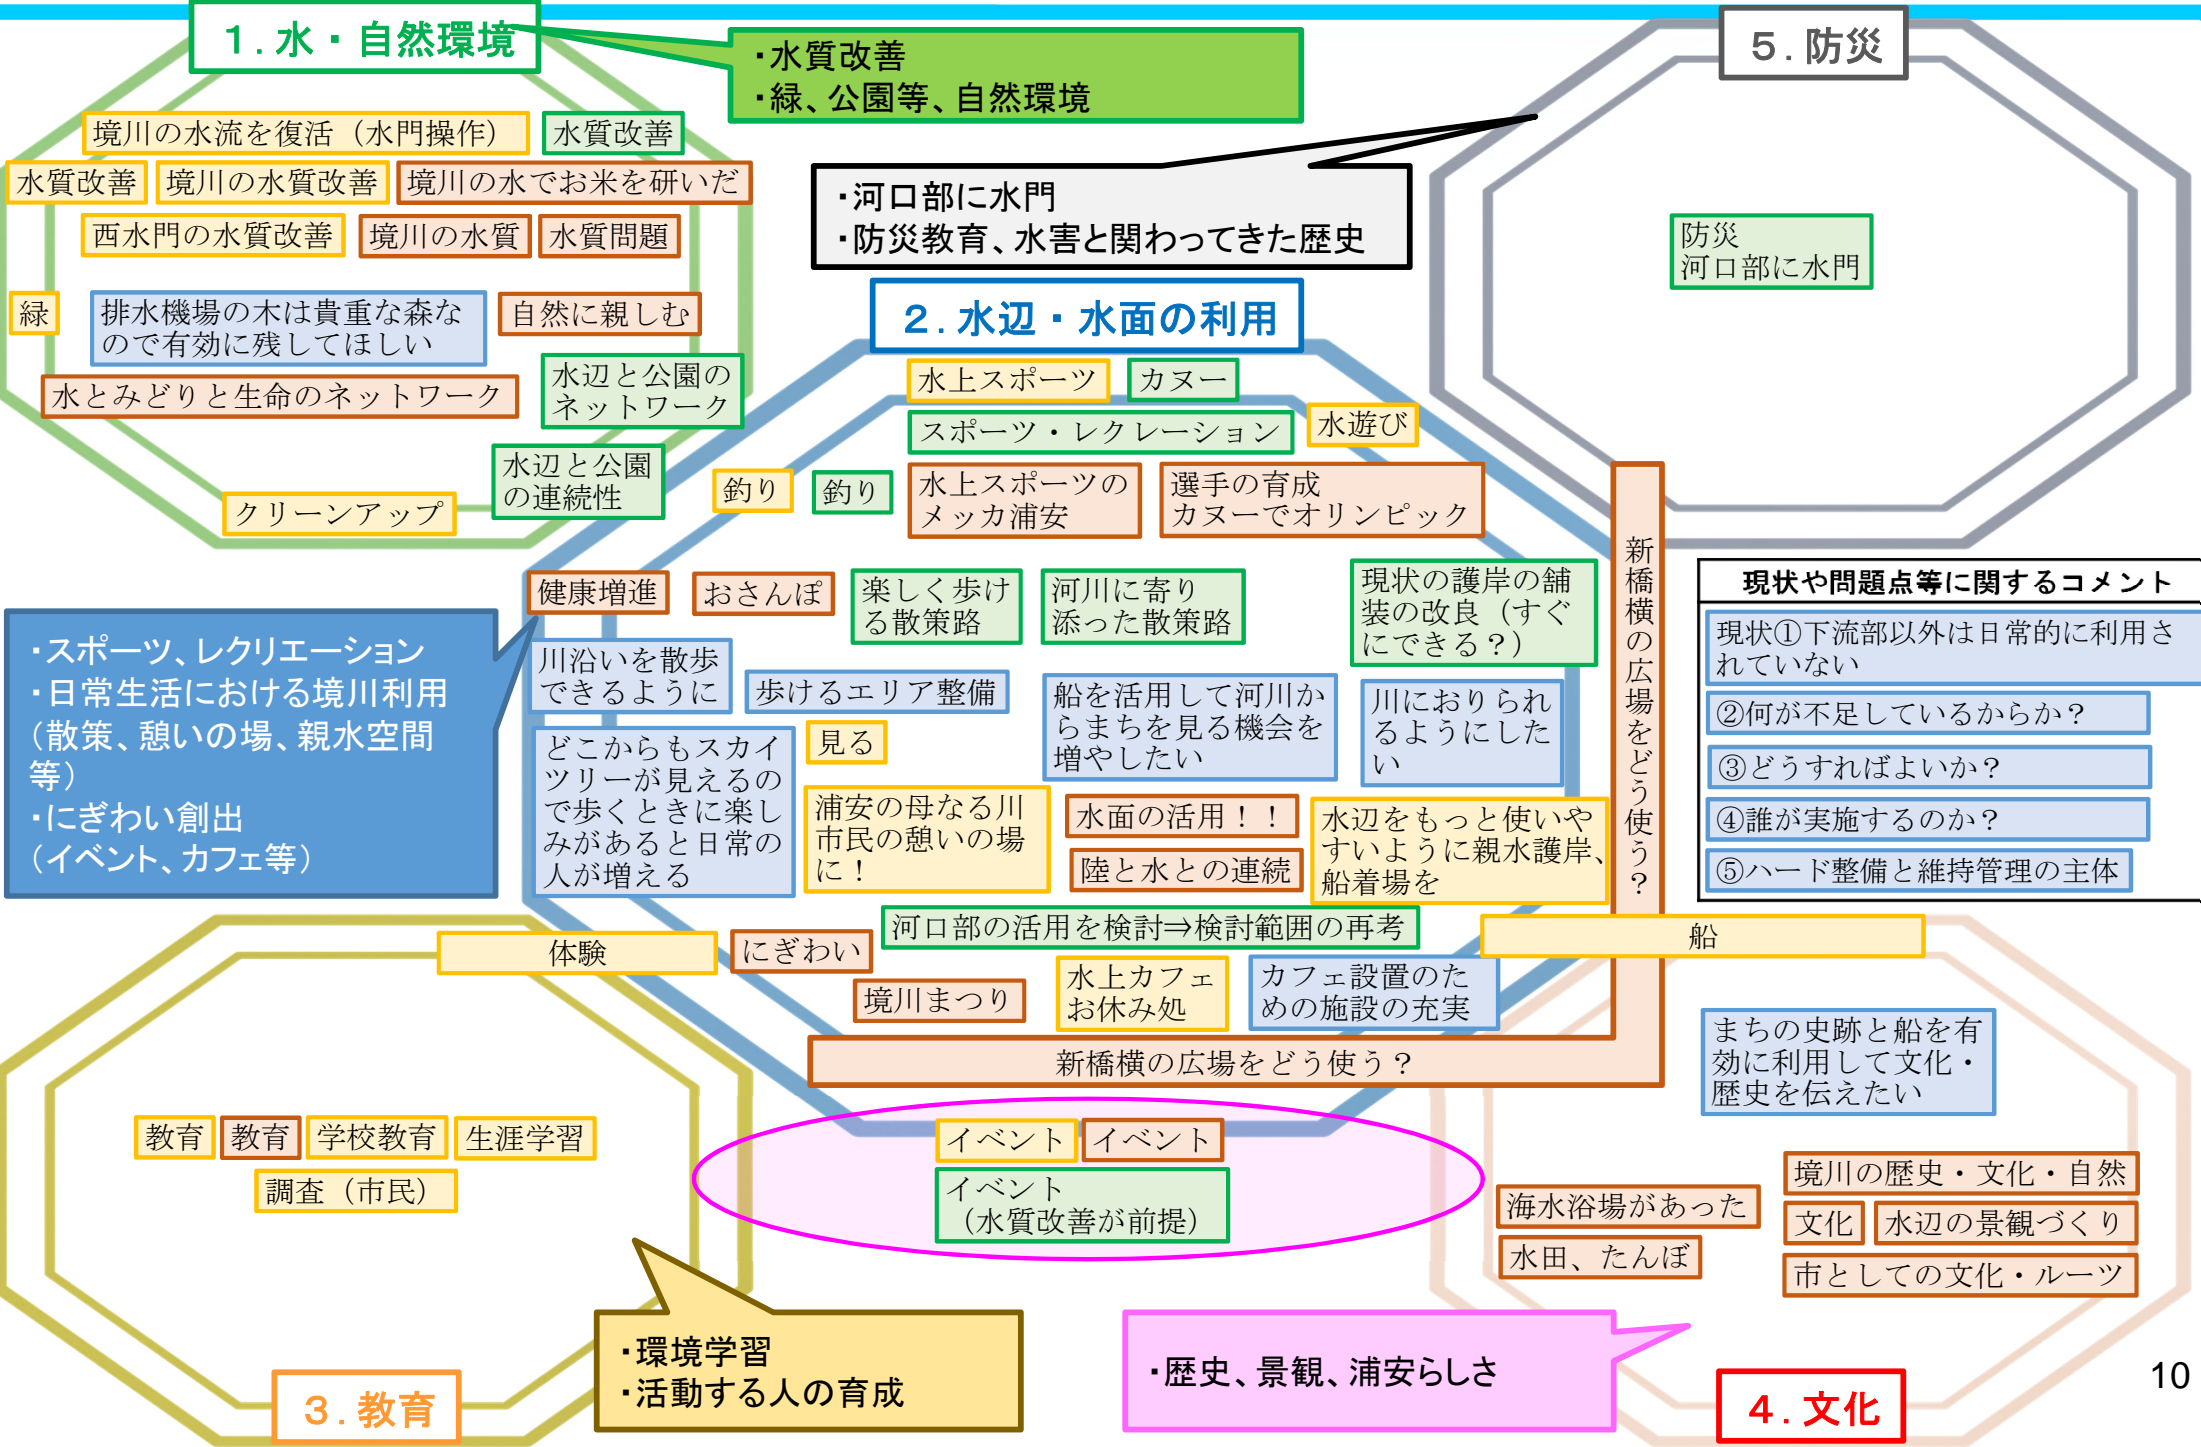 １.水・自然環境
・水質改善
・緑、公園等、自然環境
境川の水流を復活（水門操作）
水質改善
水質改善
境川の水質改善
境川の水でお米を研いだ
西水門の水質改善
境川の水質
水質問題
緑
排水機場の木は貴重な森な
ので有効に残してほしい
自然に親しむ
水とみどりと生命のネットワーク
水辺と公園の
ネットワーク
水辺と公園
の連続性
クリーンアップ
５.防災
・河口部に水門
・防災教育、水害と関わってきた歴史
防災
河口部に水門
２.水辺・水面の利用
水上スポーツ
カヌー
スポーツ・レクレーション
水遊び
釣り
釣り
水上スポーツの
メッカ浦安
選手の育成
カヌーでオリンピック
健康増進
おさんぽ
楽しく歩け
る散策路
河川に寄り
添った散策路
現状の護岸の舗
装の改良（すぐ
にできる？）
・スポーツ、レクリエーション
・日常生活における境川利用
（散策、憩いの場、親水空間
等）
・にぎわい創出
（イベント、カフェ等）
川沿いを散歩
できるように
歩けるエリア整備
船を活用して河川か
らまちを見る機会を
増やしたい
川におりられ
るようにした
い
どこからもスカイ
ツリーが見えるの
で歩くときに楽し
みがあると日常の
人が増える
見る
浦安の母なる川
市民の憩いの場
に！
水面の活用！！
陸と水との連続
水辺をもっと使いや
すいように親水護岸、
船着場を
河口部の活用を検討⇒検討範囲の再考
にぎわい
境川まつり
水上カフェ
お休み処
カフェ設置のた
めの施設の充実
新橋横の広場をどう使う？
新橋横の広場をどう使う？
現状や問題点等に関するコメント
現状①下流部以外は日常的に利用さ
れていない
②何が不足しているからか？
③どうすればよいか？
④誰が実施するのか？
⑤ハード整備と維持管理の主体
体験
船
教育
教育
学校教育
生涯学習
調査（市民）
イベント
イベント
イベント
（水質改善が前提）
まちの史跡と船を有
効に利用して文化・
歴史を伝えたい
境川の歴史・文化・自然
海水浴場があった
文化
水辺の景観づくり
水田、たんぼ
市としての文化・ルーツ
・環境学習
・活動する人の育成
３.教育
・歴史、景観、浦安らしさ
４.文化
10